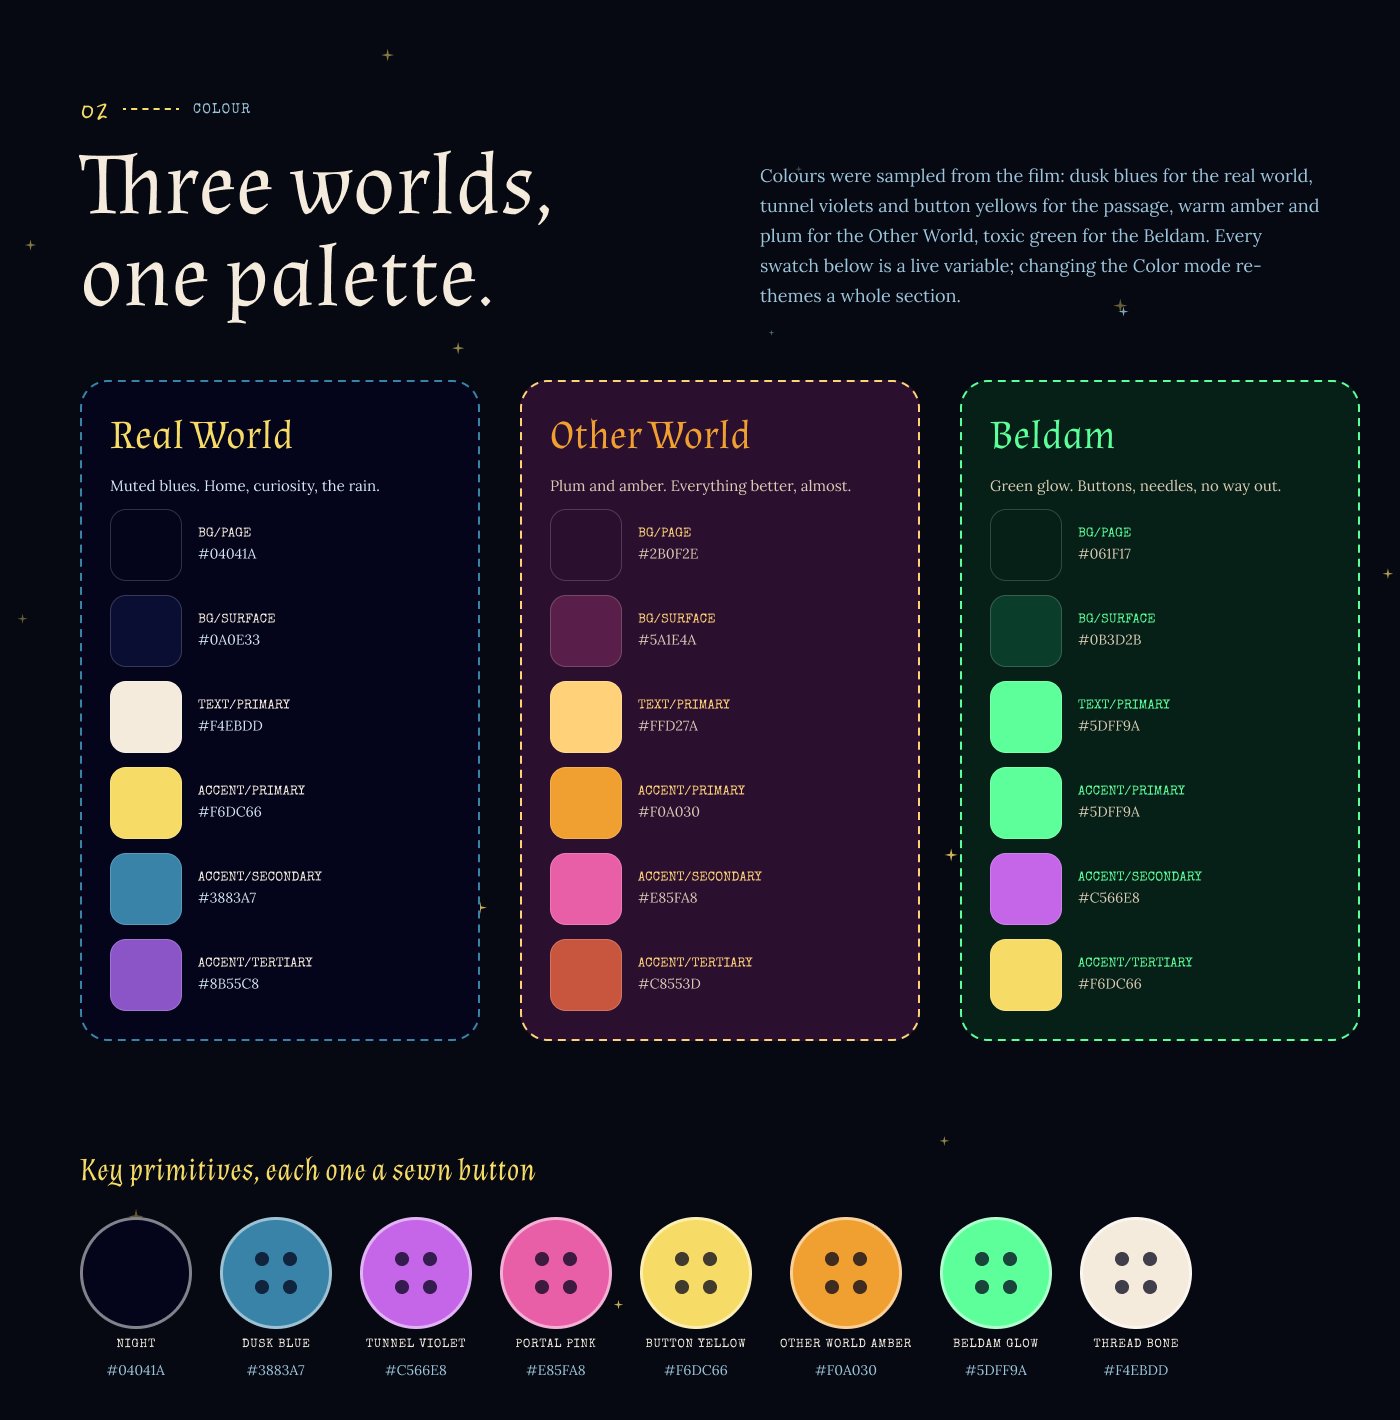 02 COLOUR
Three worlds,
one palette.
Colours were sampled from the film: dusk blues for the real world,
tunnel violets and button yellows for the passage, warm amber and
plum for the Other World, toxic green for the Beldam. Every
swatch below is a live variable; changing the Color mode re-
themes a whole section.
Real World
Muted blues. Home, curiosity, the rain.
BG/PAGE
#04041A
BG/SURFACE
#0A0E33
TEXT/PRIMARY
#F4EBDD
ACCENT/PRIMARY
#F6DC66
ACCENT/SECONDARY
#3883A7
ACCENT/TERTIARY
#8B55C8
Other World
Plum and amber. Everything better, almost.
BG/PAGE
#2B0F2E
BG/SURFACE
#5A1E4A
TEXT/PRIMARY
#FFD27A
ACCENT/PRIMARY
#F0A030
ACCENT/SECONDARY
#E85FA8
ACCENT/TERTIARY
#C8553D
Beldam
Green glow. Buttons, needles, no way out.
BG/PAGE
#061F17
BG/SURFACE
#0B3D2B
TEXT/PRIMARY
#5DFF9A
ACCENT/PRIMARY
#5DFF9A
ACCENT/SECONDARY
#C566E8
ACCENT/TERTIARY
#F6DC66
Key primitives, each one a sewn button
NIGHT
#04041A
DUSK BLUE
#3883A7
TUNNEL VIOLET
#C566E8
PORTAL PINK
#E85FA8
BUTTON YELLOW
#F6DC66
OTHER WORLD AMBER
#F0A030
BELDAM GLOW
#5DFF9A
THREAD BONE
#F4EBDD